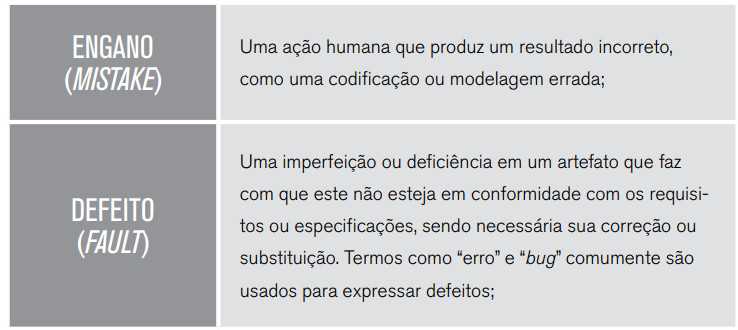 ENGANO
(MISTAKE)
Uma ação humana que produz um resultado incorreto,
como uma codificação ou modelagem errada;
DEFEITO
(FAULT)
Uma imperfeição ou deficiência em um artefato que faz
com que este não esteja em conformidade com os requisi-
tos ou especificações, sendo necessária sua correção ou
substituição. Termos como “erro” e “bug” comumente são
usados para expressar defeitos;